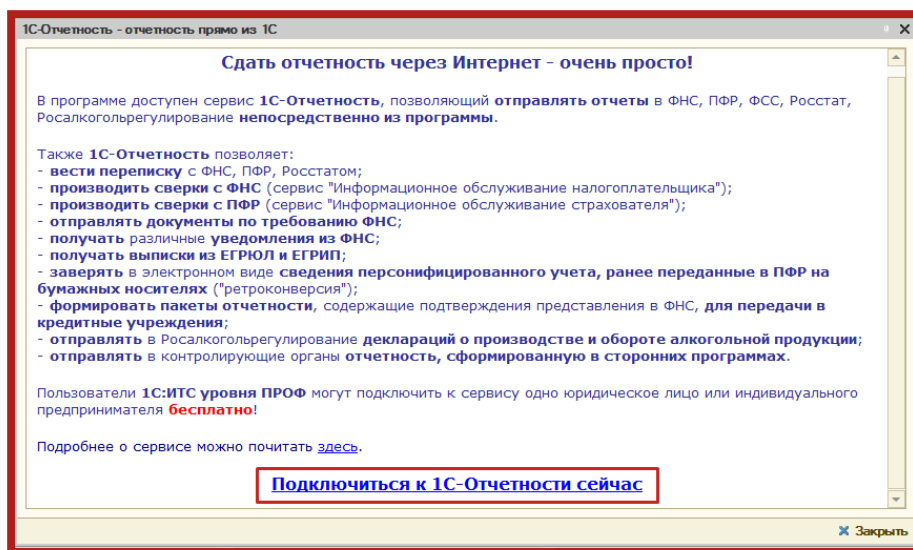 1С-Отчетность - отчетность прямо из 1С
Сдать отчетность через Интернет - очень просто!
В программе доступен сервис 1С-Отчетность, позволяющий отправлять отчеты в ФНС, ПФР, ФСС, Росстат,
Росалкогольрегулирование непосредственно из программы.
Также 1С-Отчетность позволяет:
- вести переписку с ФНС, ПФР, Росстатом;
- производить сверки с ФНС (сервис "Информационное обслуживание налогоплательщика");
- производить сверки с ПФР (сервис "Информационное обслуживание страхователя");
- отправлять документы по требованию ФНС;
- получать различные уведомления из ФНС;
- получать выписки из ЕГРЮЛ и ЕГРИП;
- заверять в электронном виде сведения персонифицированного учета, ранее переданные в ПФР на
бумажных носителях ("ретроконверсия");
- формировать пакеты отчетности, содержащие подтверждения представления в ФНС, для передачи в
кредитные учреждения;
- отправлять в Росалкогольрегулирование деклараций о производстве и обороте алкогольной продукции;
- отправлять в контролирующие органы отчетность, сформированную в сторонних программах.
Пользователи 1С:ИТС уровня ПРОФ могут подключить к сервису одно юридическое лицо или индивидуального
предпринимателя бесплатно!
Подробнее о сервисе можно почитать здесь.
Подключиться к 1С-Отчетности сейчас
Закрыть